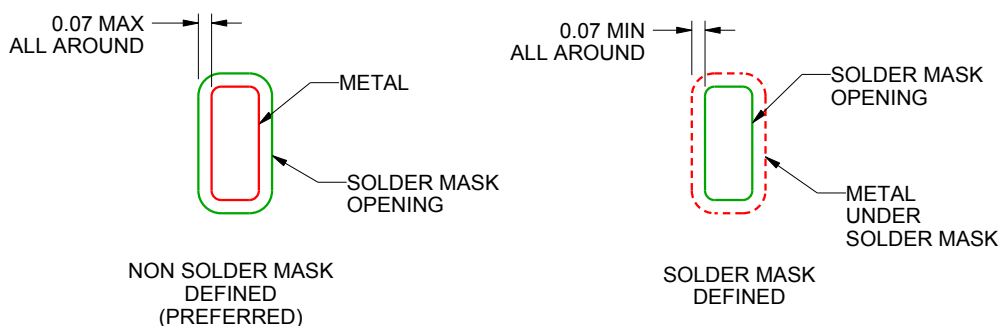 0.07 MAX
ALL AROUND
METAL
SOLDER MASK
OPENING
NON SOLDER MASK
DEFINED
(PREFERRED)
0.07 MIN
ALL AROUND
SOLDER MASK
OPENING
METAL
UNDER
SOLDER MASK
SOLDER MASK
DEFINED